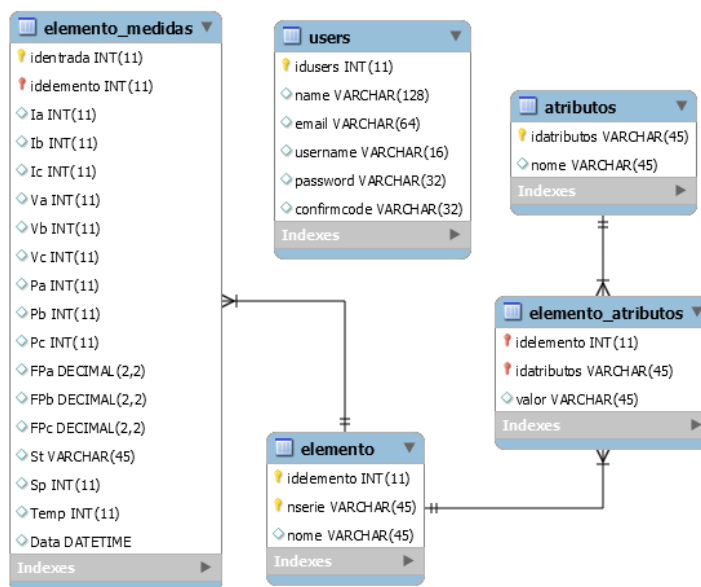 elemento_medidas
identrada INT(11)
idelemento INT(11)
Ia INT(11)
Ib INT(11)
Ic INT(11)
Va INT(11)
Vb INT(11)
Vc INT(11)
Pa INT(11)
Pb INT(11)
Pc INT(11)
FPa DECIMAL(2,2)
FPb DECIMAL(2,2)
FPc DECIMAL(2,2)
St VARCHAR(45)
Sp INT(11)
Temp INT(11)
Data DATETIME
Indexes
users
idusers INT(11)
name VARCHAR(128)
email VARCHAR(64)
username VARCHAR(16)
password VARCHAR(32)
confirmcode VARCHAR(32)
Indexes
atributos
idatributos VARCHAR(45)
nome VARCHAR(45)
Indexes
elemento_atributos
idelemento INT(11)
idatributos VARCHAR(45)
valor VARCHAR(45)
Indexes
elemento
idelemento INT(11)
nserie VARCHAR(45)
nome VARCHAR(45)
Indexes